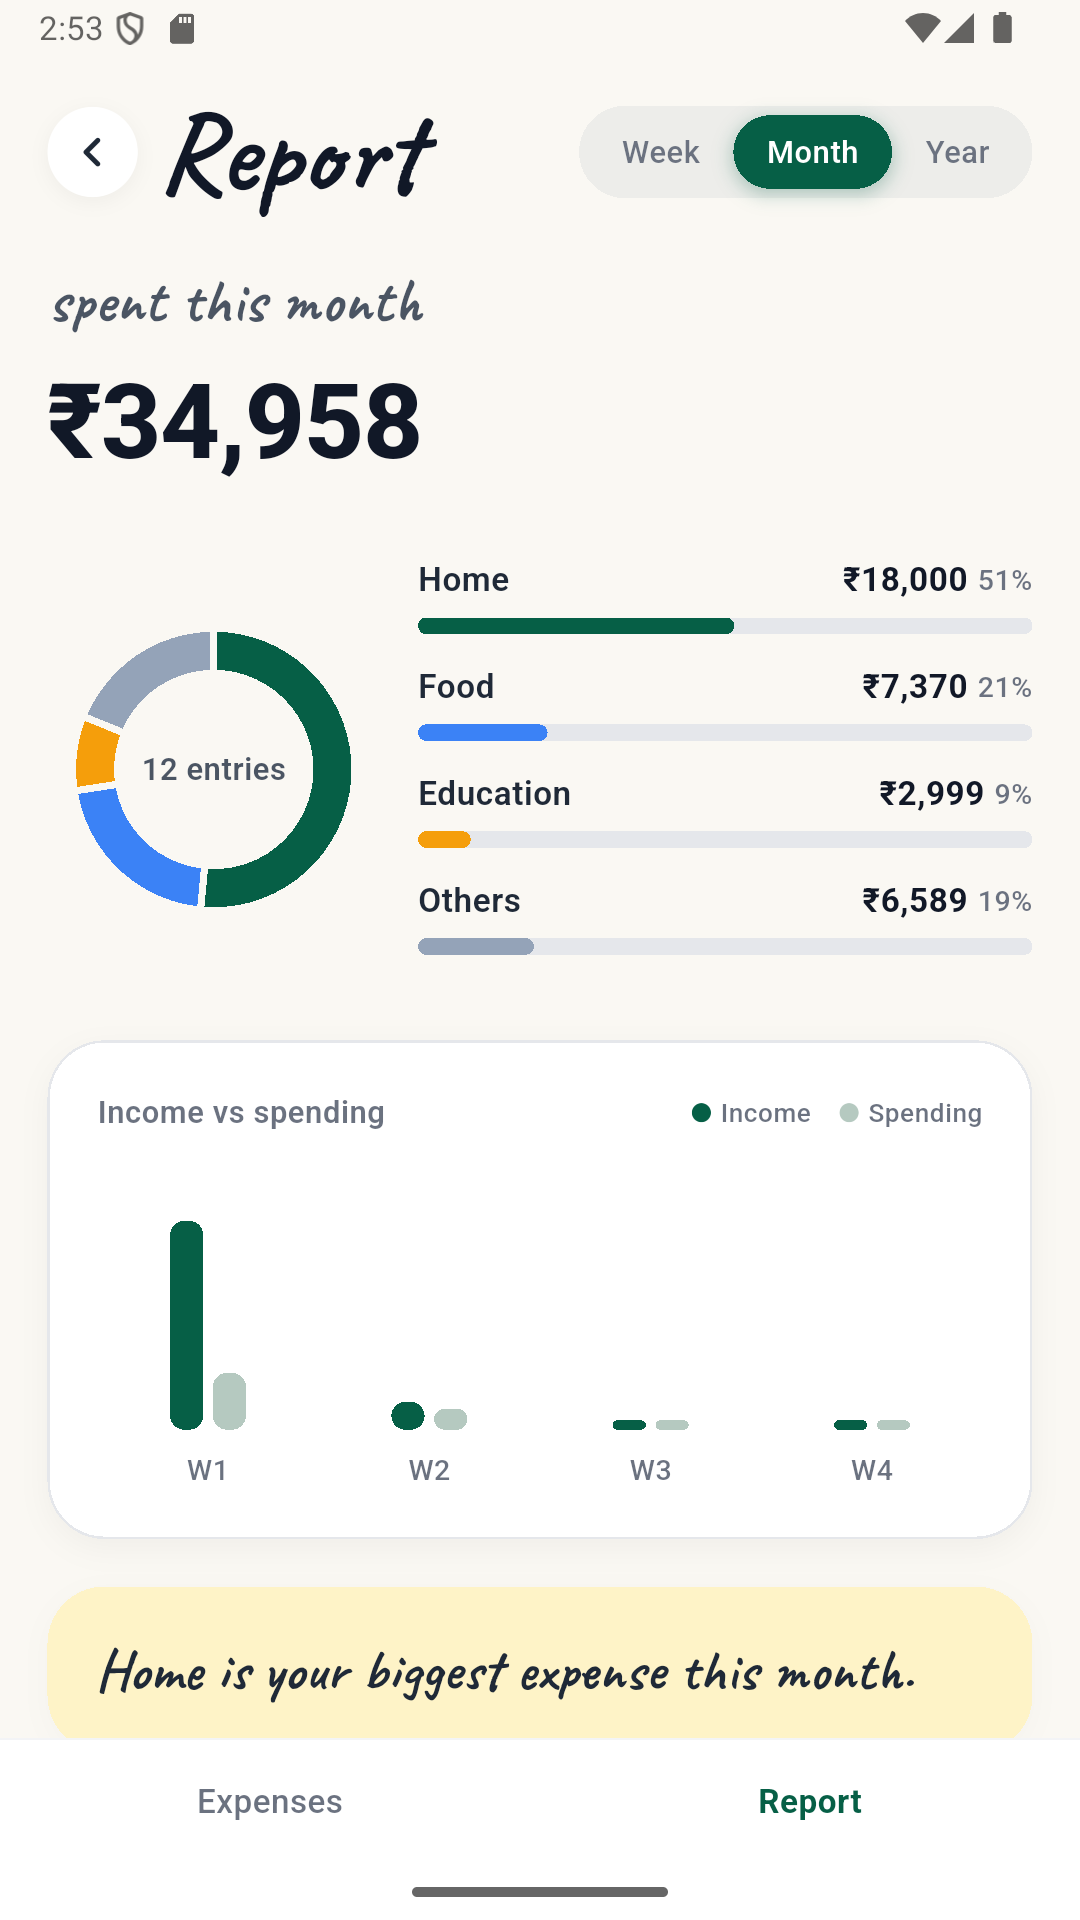 2:53
Report
Week Month Year
spent this month
₹34,958
Home ₹18,000 51%
Food ₹7,370 21%
12 entries
Education ₹2,999 9%
Others ₹6,589 19%
Income vs spending Income Spending
W1 W2 W3 W4
Home is your biggest expense this month.
Expenses Report